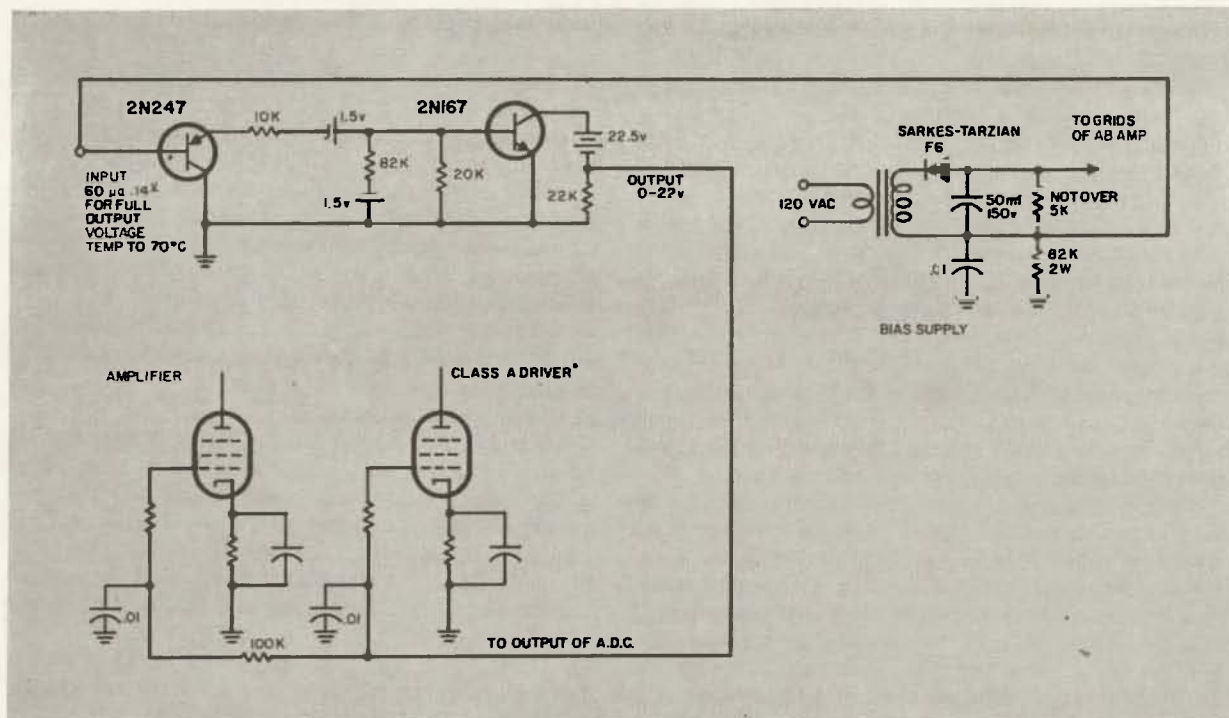 2N247
10K
1.5v
2N167
22.5v
82K
20K
1.5v
22K
OUTPUT
0-22v
INPUT
60 µa
FOR FULL
OUTPUT
VOLTAGE
TEMP TO 70°C
SARKES-TARZIAN
F6
TO GRIDS
OF AB AMP
120 VAC
50mf
150v
NOT OVER
5K
.1
82K
2W
BIAS SUPPLY
AMPLIFIER
CLASS A DRIVER
.01
.01
100K
TO OUTPUT OF A.D.C.